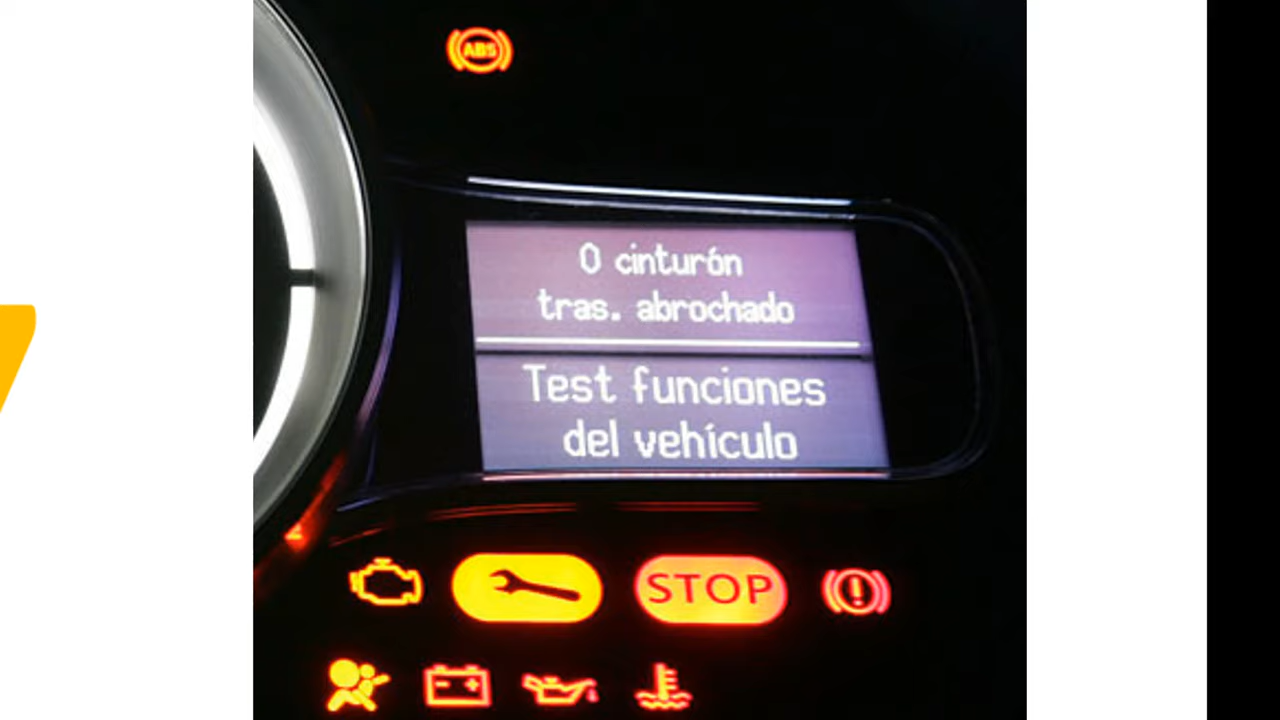 ABS
0 cinturón
tras. abrochado
Test funciones
del vehículo
STOP